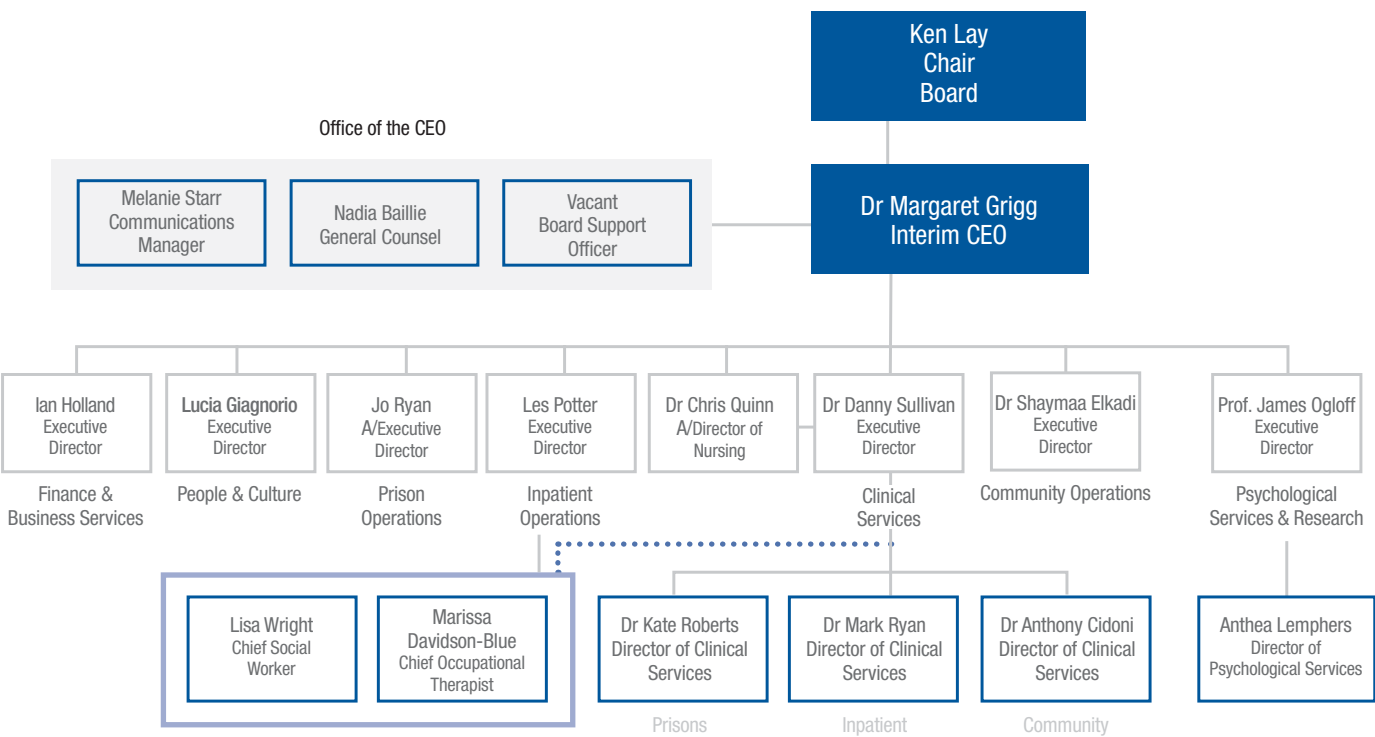 Ken Lay
Chair
Board
Office of the CEO
Melanie Starr
Communications
Manager
Nadia Baillie
General Counsel
Vacant
Board Support
Officer
Dr Margaret Grigg
Interim CEO
Ian Holland
Executive
Director
Finance &
Business Services
Lucia Giagnorio
Executive
Director
People & Culture
Jo Ryan
A/Executive
Director
Prison
Operations
Les Potter
Executive
Director
Inpatient
Operations
Dr Chris Quinn
A/Director of
Nursing
Dr Danny Sullivan
Executive
Director
Clinical
Services
Dr Shaymaa Elkadi
Executive
Director
Community Operations
Prof. James Ogloff
Executive
Director
Psychological
Services & Research
Lisa Wright
Chief Social
Worker
Marissa
Davidson-Blue
Chief Occupational
Therapist
Dr Kate Roberts
Director of Clinical
Services
Prisons
Dr Mark Ryan
Director of Clinical
Services
Inpatient
Dr Anthony Cidoni
Director of Clinical
Services
Community
Anthea Lemphers
Director of
Psychological Services